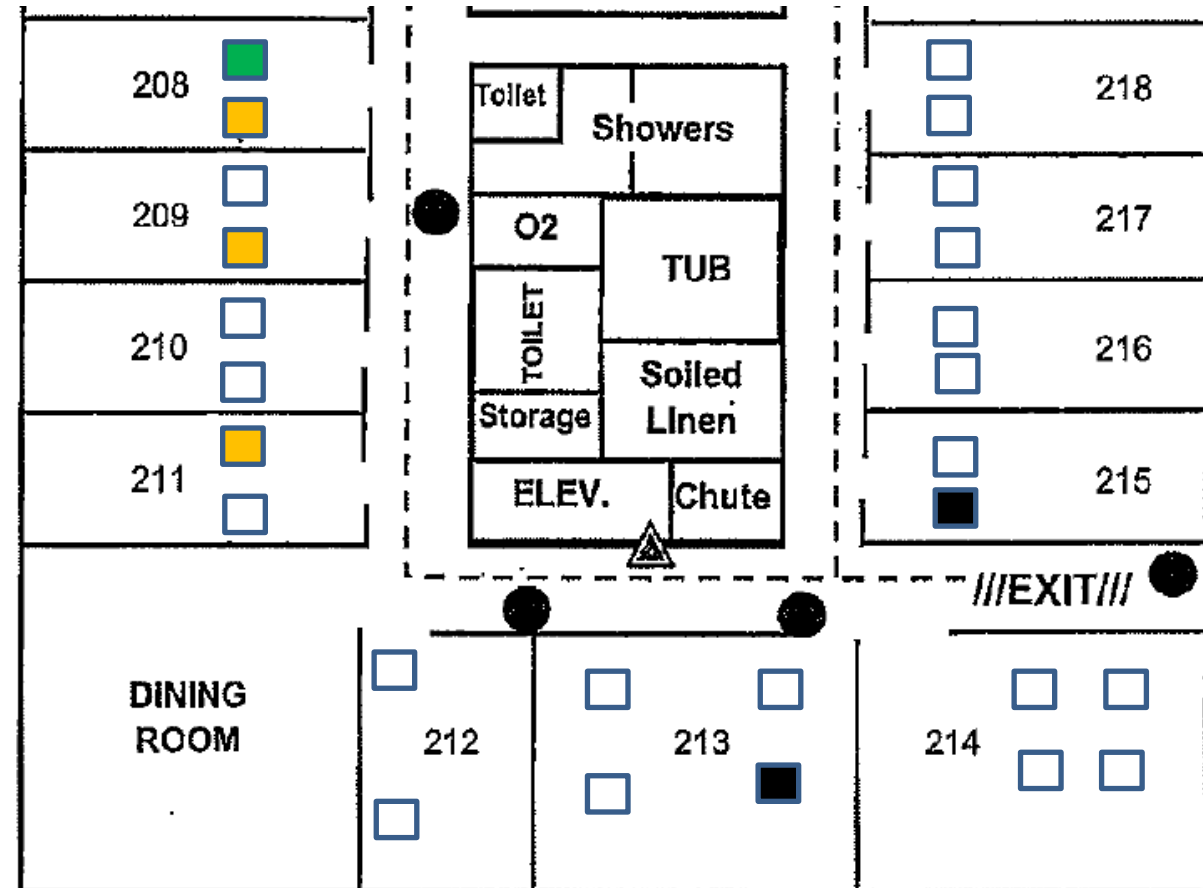 208
Toilet
Showers
218
209
O2
TUB
217
210
TOILET
Soiled
Linen
216
Storage
211
ELEV.
Chute
215
///EXIT///
DINING
ROOM
212
213
214